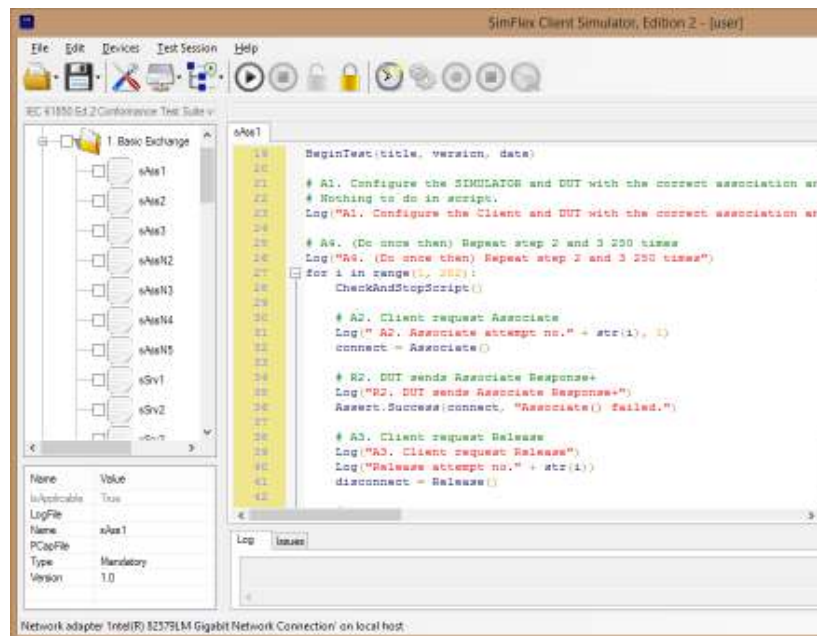 SimFlex Client Simulator, Edition 2 - [user]
File Edit Devices Test Session Help
IEC 61850 Ed.2 Conformance Test Suite v
1. Basic Exchange
sAss1
sAss2
sAss3
sAssN2
sAssN3
sAssN4
sAssN5
sSrv1
sSrv2
sAss1
19 BeginTest(title, version, date)
20
21 # A1. Configure the SIMULATOR and DUT with the correct association an
22 # Nothing to do in script.
23 Log("A1. Configure the Client and DUT with the correct association an
24
25 # A4. (Do once then) Repeat step 2 and 3 250 times
26 Log("A4. (Do once then) Repeat step 2 and 3 250 times")
27 for i in range(1, 252):
28 CheckAndStopScript()
29
30 # A2. Client request Associate
31 Log(" A2. Associate attempt no." + str(i), 1)
32 connect = Associate()
33
34 # R2. DUT sends Associate Response+
35 Log("R2. DUT sends Associate Response+")
36 Assert.Success(connect, "Associate() failed.")
37
38 # A3. Client request Release
39 Log("A3. Client request Release")
40 Log("Release attempt no." + str(i))
41 disconnect = Release()
42
Name Value
IsApplicable True
LogFile
Name sAss1
PCapFile
Type Mandatory
Version 1.0
Log Issues
Network adapter 'Intel(R) 82579LM Gigabit Network Connection' on local host